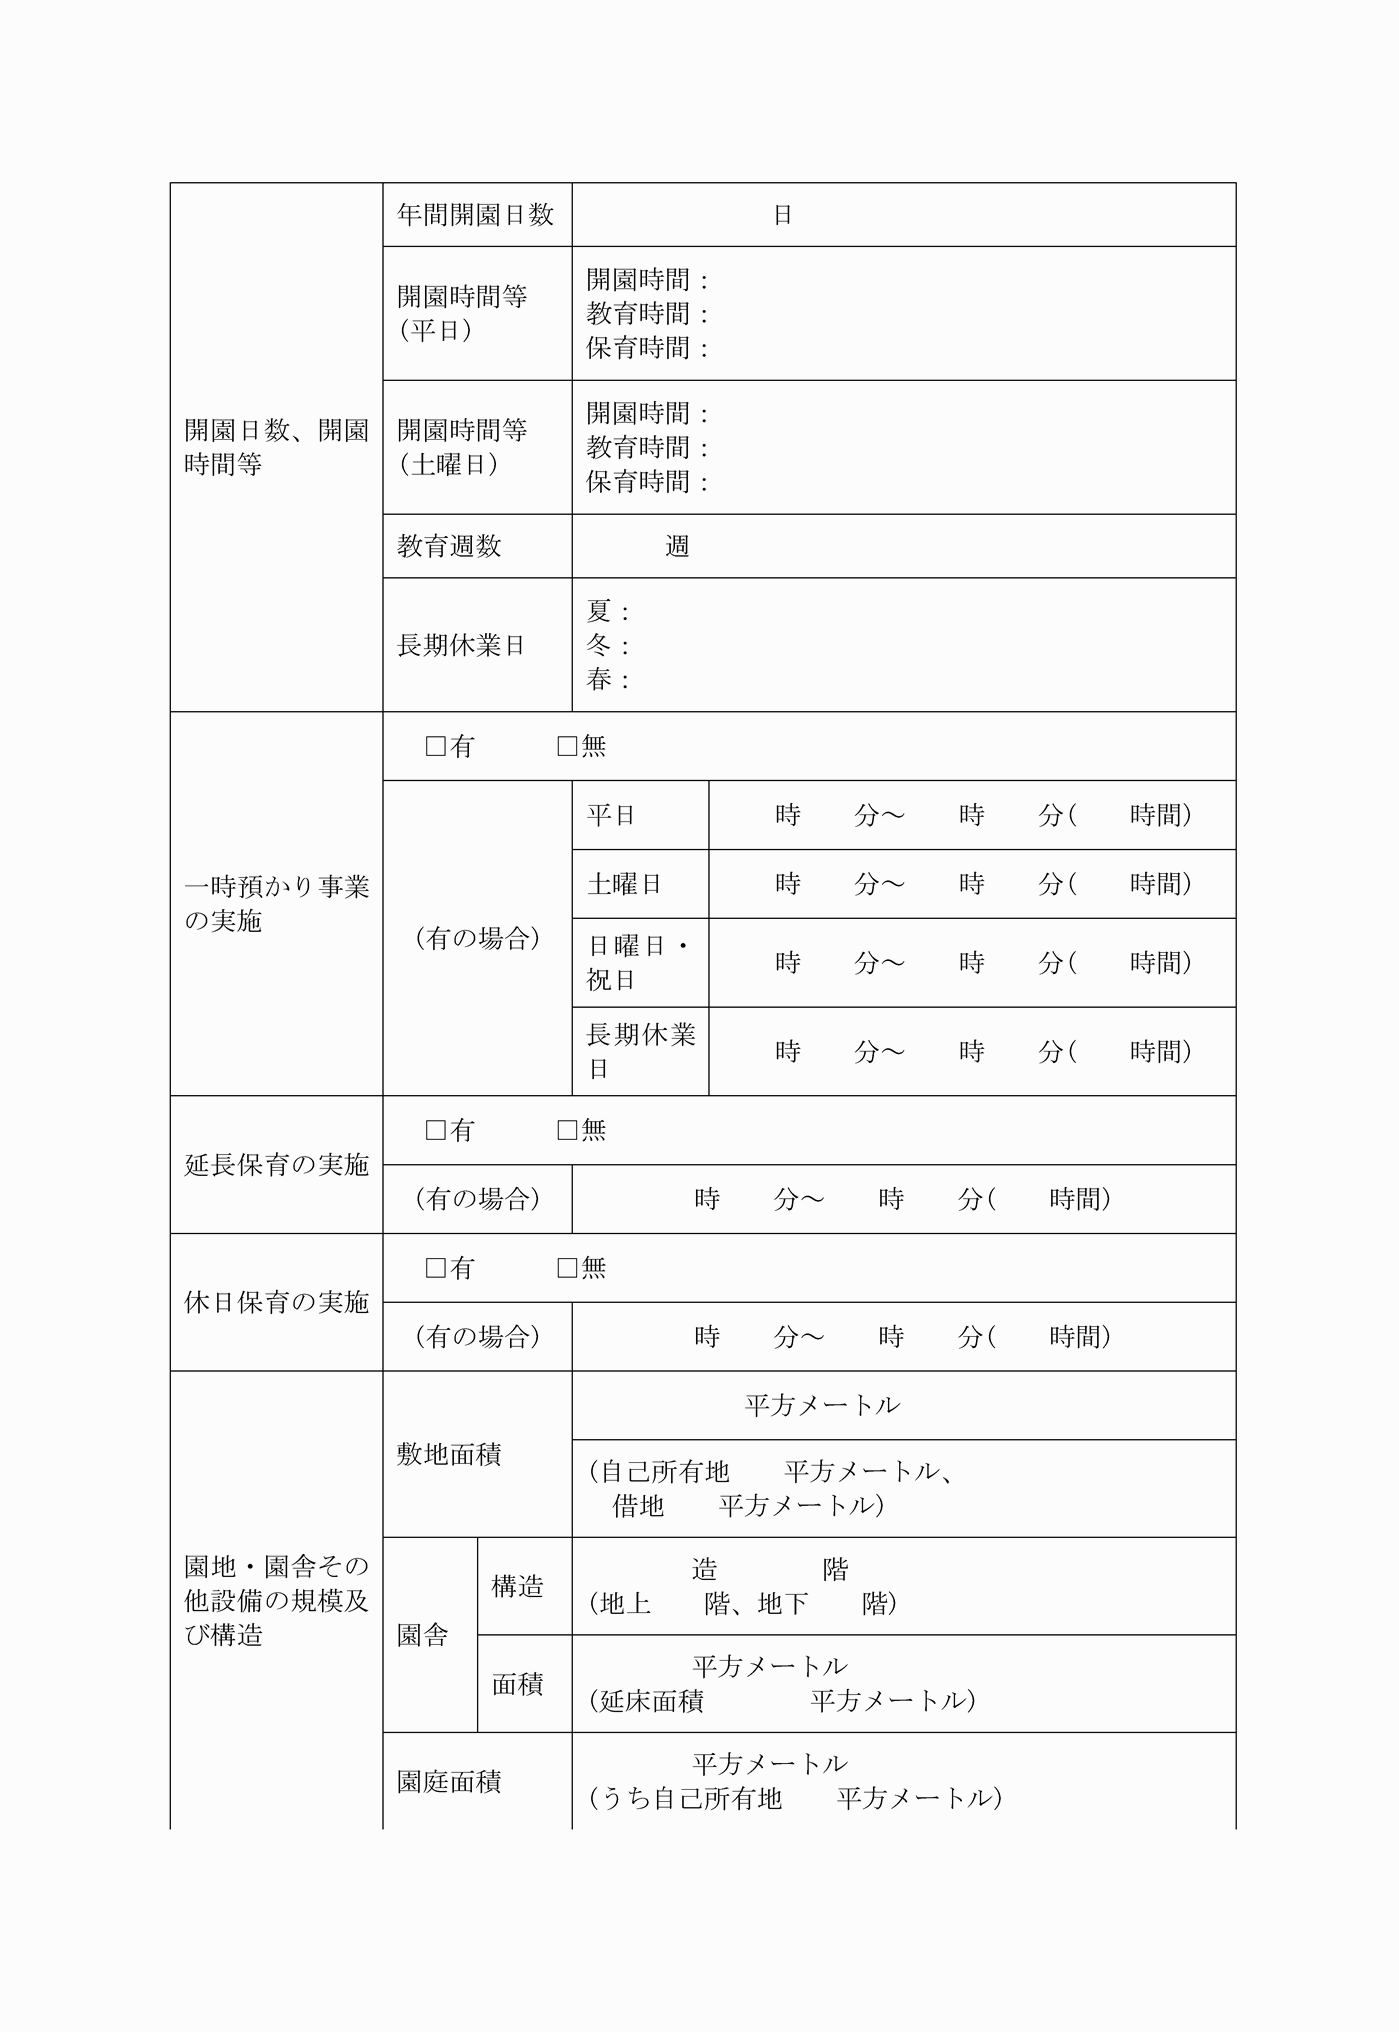 年間開園日数
日
開園時間等
(平日)
開園時間：
教育時間：
保育時間：
開園日数、開園
時間等
開園時間等
(土曜日)
開園時間：
教育時間：
保育時間：
教育週数
週
長期休業日
夏：
冬：
春：
一時預かり事業
の実施
□有　　　□無
(有の場合)
平日
時　　分～　　時　　分(　　時間)
土曜日
時　　分～　　時　　分(　　時間)
日曜日・
祝日
時　　分～　　時　　分(　　時間)
長期休業
日
時　　分～　　時　　分(　　時間)
延長保育の実施
□有　　　□無
(有の場合)
時　　分～　　時　　分(　　時間)
休日保育の実施
□有　　　□無
(有の場合)
時　　分～　　時　　分(　　時間)
園地・園舎その
他設備の規模及
び構造
敷地面積
平方メートル
(自己所有地　　平方メートル、
借地　　平方メートル)
園舎
構造
造　　　　階
(地上　　階、地下　　階)
面積
平方メートル
(延床面積　　　　平方メートル)
園庭面積
平方メートル
(うち自己所有地　　平方メートル)